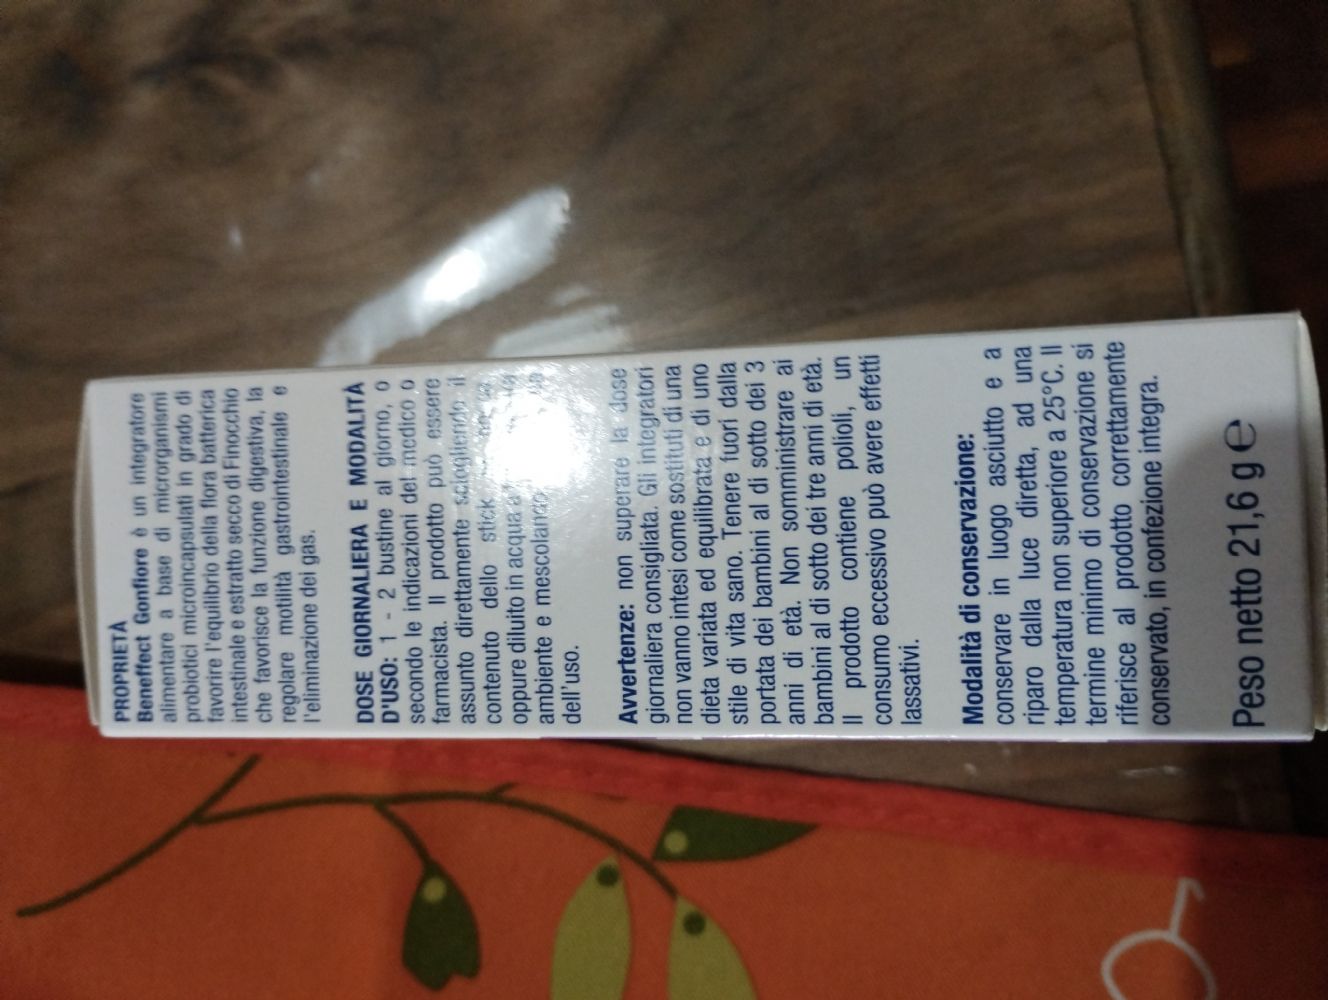 PROPRIETÀ
Beneffect Gonfiore è un integratore
alimentare a base di microrganismi
probiotici microincapsulati in grado di
favorire l'equilibrio della flora batterica
intestinale e estratto secco di Finocchio
che favorisce la funzione digestiva, la
regolare motilità gastrointestinale e
l'eliminazione dei gas.
DOSE GIORNALIERA E MODALITÀ
D'USO: 1 - 2 bustine al giorno, o
secondo le indicazioni del medico o
farmacista. Il prodotto può essere
assunto direttamente sciogliendo il
contenuto dello stick
oppure diluito in acqua a
ambiente e mescolando
dell'uso.
Avvertenze: non superare la dose
giornaliera consigliata. Gli integratori
non vanno intesi come sostituti di una
dieta variata ed equilibrata e di uno
stile di vita sano. Tenere fuori dalla
portata dei bambini al di sotto dei 3
anni di età. Non somministrare ai
bambini al di sotto dei tre anni di età.
Il prodotto contiene polioli, un
consumo eccessivo può avere effetti
lassativi.
Modalità di conservazione:
conservare in luogo asciutto e a
riparo dalla luce diretta, ad una
temperatura non superiore a 25°C. Il
termine minimo di conservazione si
riferisce al prodotto correttamente
conservato, in confezione integra.
Peso netto 21,6 g e